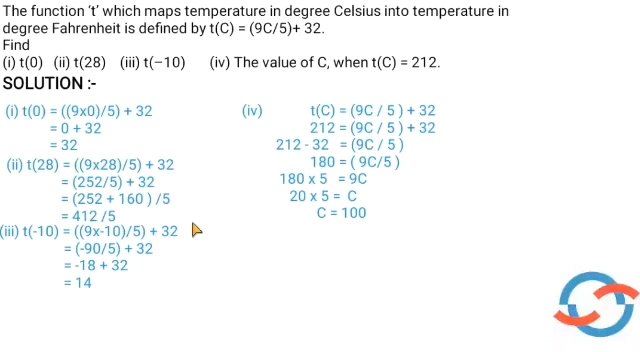 The function ‘t’ which maps temperature in degree Celsius into temperature in
degree Fahrenheit is defined by t(C) = (9C/5)+ 32.
Find
(i) t(0) (ii) t(28) (iii) t(−10) (iv) The value of C, when t(C) = 212.
SOLUTION :-
(i) t(0) = ((9x0)/5) + 32
= 0 + 32
= 32
(ii) t(28) = ((9x28)/5) + 32
= (252/5) + 32
= (252 + 160 ) /5
= 412 /5
(iii) t(-10) = ((9x-10)/5) + 32
= (-90/5) + 32
= -18 + 32
= 14
(iv) t(C) = (9C / 5 ) + 32
212 = (9C / 5 ) + 32
212 - 32 = (9C / 5 )
180 = ( 9C/5 )
180 x 5 = 9C
20 x 5 = C
C = 100